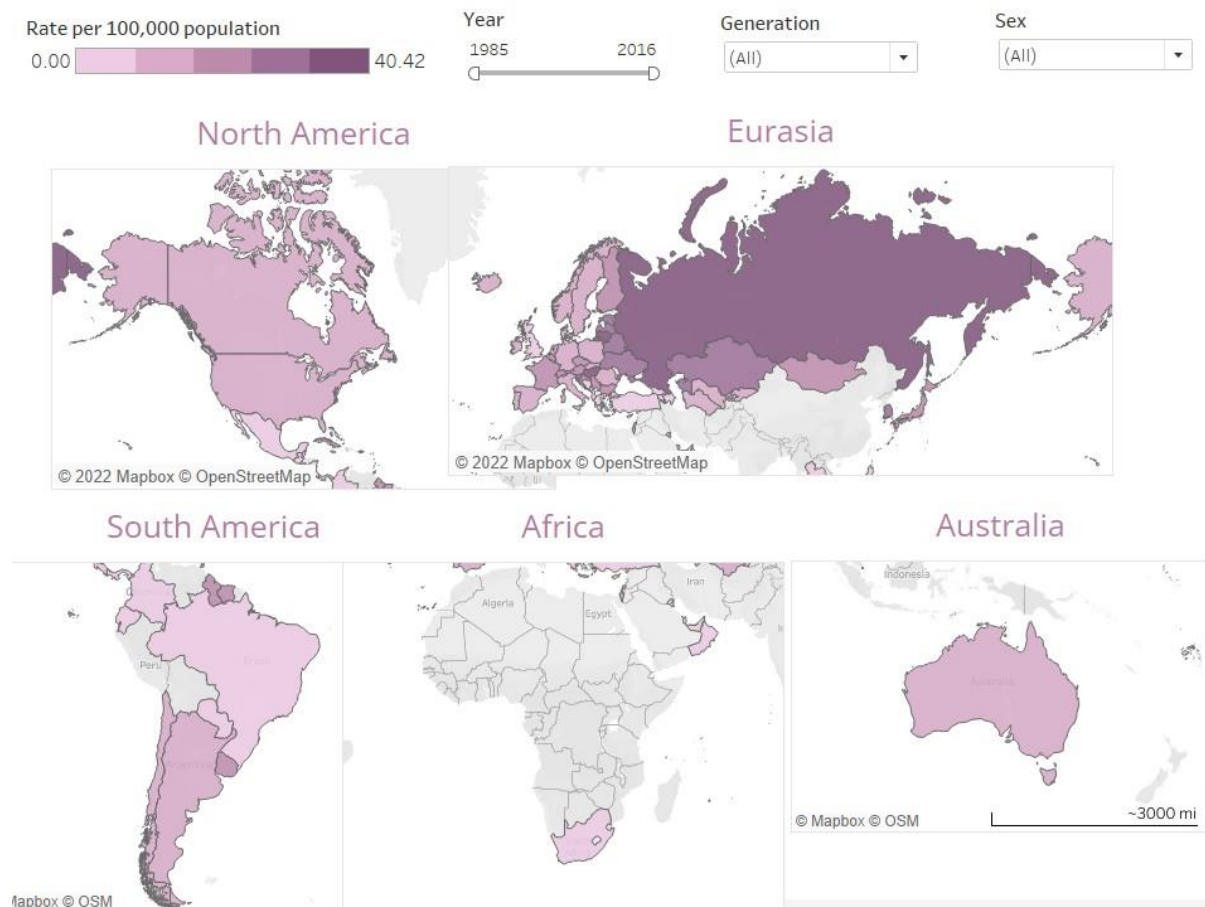 Rate per 100,000 population
0.00 40.42
Year
1985 2016
Generation
(All)
Sex
(All)
North America
Eurasia
© 2022 Mapbox © OpenStreetMap
© 2022 Mapbox © OpenStreetMap
South America
Africa
Australia
Peru
Brazil
Argentina
Algeria
Egypt
Iran
Indonesia
Australia
~3000 mi
Mapbox © OSM
© Mapbox © OSM